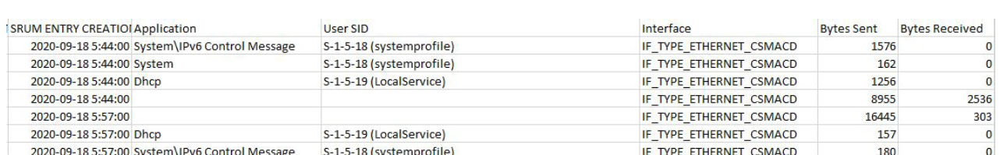 SRUM ENTRY CREATION Application User SID Interface Bytes Sent Bytes Received
2020-09-18 5:44:00 System\IPv6 Control Message S-1-5-18 (systemprofile) IF_TYPE_ETHERNET_CSMACD 1576 0
2020-09-18 5:44:00 System S-1-5-18 (systemprofile) IF_TYPE_ETHERNET_CSMACD 162 0
2020-09-18 5:44:00 Dhcp S-1-5-19 (LocalService) IF_TYPE_ETHERNET_CSMACD 1256 0
2020-09-18 5:44:00 IF_TYPE_ETHERNET_CSMACD 8955 2536
2020-09-18 5:57:00 IF_TYPE_ETHERNET_CSMACD 16445 303
2020-09-18 5:57:00 Dhcp S-1-5-19 (LocalService) IF_TYPE_ETHERNET_CSMACD 157 0
2020-09-18 5:57:00 System\IPv6 Control Message S-1-5-18 (systemprofile) IF_TYPE_ETHERNET_CSMACD 180 0